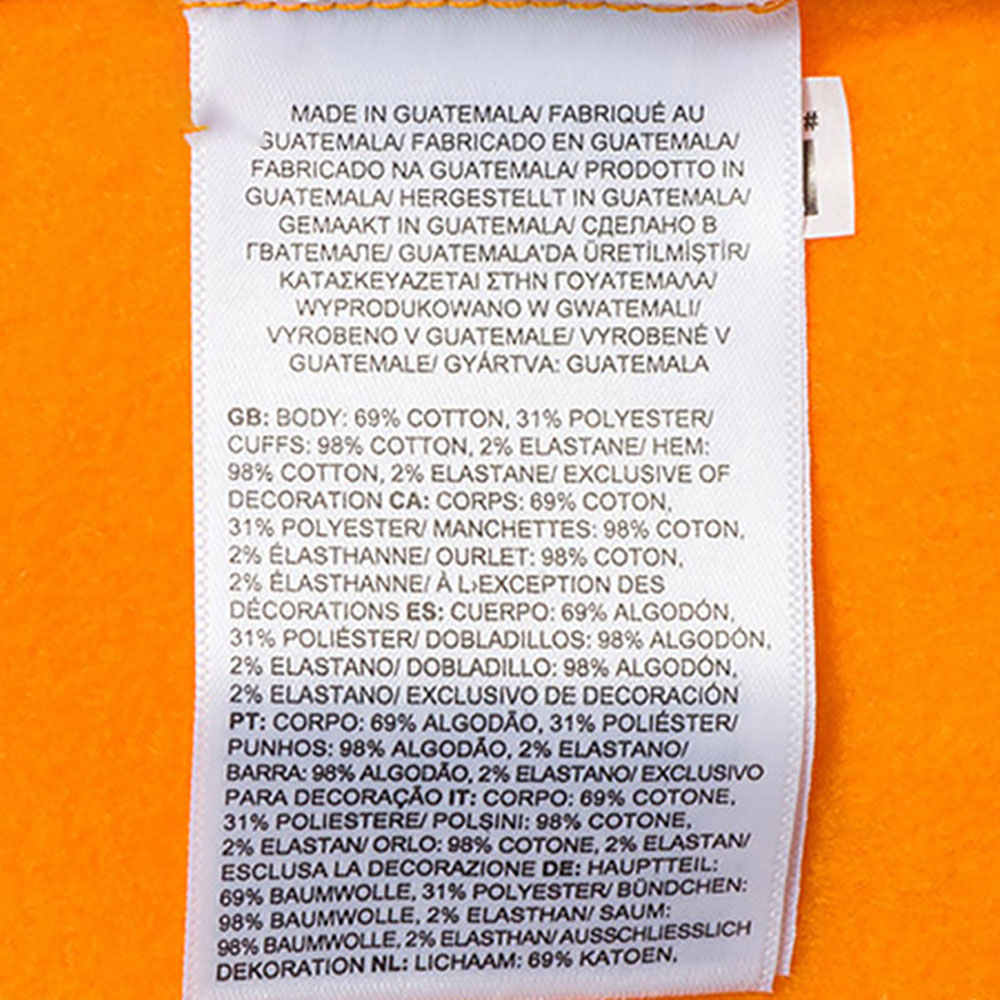 MADE IN GUATEMALA/ FABRIQUÉ AU
GUATEMALA/ FABRICADO EN GUATEMALA/
FABRICADO NA GUATEMALA/ PRODOTTO IN
GUATEMALA/ HERGESTELLT IN GUATEMALA/
GEMAAKT IN GUATEMALA/ СДЕЛАНО В
ГВАТЕМАЛЕ/ GUATEMALA'DA ÜRETİLMİŞTİR/
ΚΑΤΑΣΚΕΥΑΖΕΤΑΙ ΣΤΗΝ ΓΟΥΑΤΕΜΑΛΑ/
WYPRODUKOWANO W GWATEMALI/
VYROBENO V GUATEMALE/ VYROBENÉ V
GUATEMALE/ GYÁRTVA: GUATEMALA
GB: BODY: 69% COTTON, 31% POLYESTER/
CUFFS: 98% COTTON, 2% ELASTANE/ HEM:
98% COTTON, 2% ELASTANE/ EXCLUSIVE OF
DECORATION CA: CORPS: 69% COTON,
31% POLYESTER/ MANCHETTES: 98% COTON,
2% ÉLASTHANNE/ OURLET: 98% COTON,
2% ÉLASTHANNE/ À L›EXCEPTION DES
DÉCORATIONS ES: CUERPO: 69% ALGODÓN,
31% POLIÉSTER/ DOBLADILLOS: 98% ALGODÓN,
2% ELASTANO/ DOBLADILLO: 98% ALGODÓN,
2% ELASTANO/ EXCLUSIVO DE DECORACIÓN
PT: CORPO: 69% ALGODÃO, 31% POLIÉSTER/
PUNHOS: 98% ALGODÃO, 2% ELASTANO/
BARRA: 98% ALGODÃO, 2% ELASTANO/ EXCLUSIVO
PARA DECORAÇÃO IT: CORPO: 69% COTONE,
31% POLIESTERE/ POLSINI: 98% COTONE,
2% ELASTAN/ ORLO: 98% COTONE, 2% ELASTAN/
ESCLUSA LA DECORAZIONE DE: HAUPTTEIL:
69% BAUMWOLLE, 31% POLYESTER/ BÜNDCHEN:
98% BAUMWOLLE, 2% ELASTHAN/ SAUM:
98% BAUMWOLLE, 2% ELASTHAN/ AUSSCHLIESSLICH
DEKORATION NL: LICHAAM: 69% KATOEN,
#